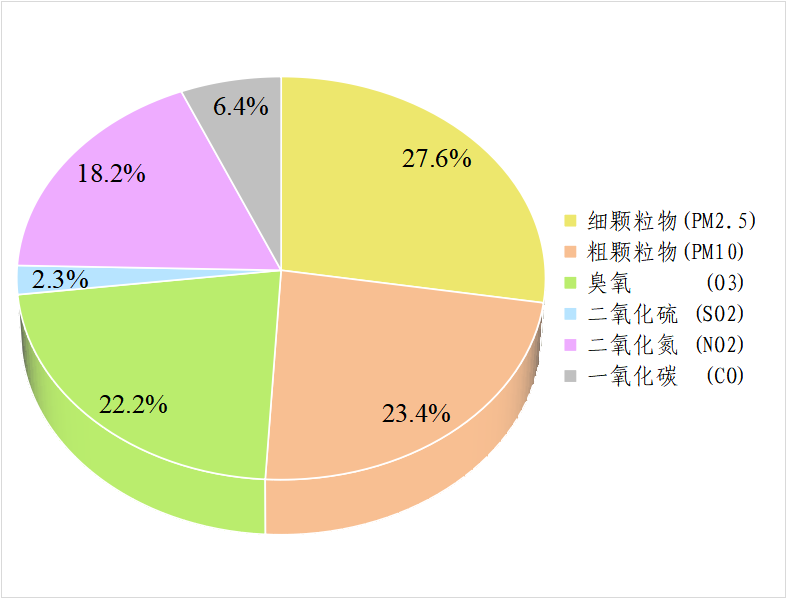 6.4%
27.6%
18.2%
2.3%
22.2%
23.4%
细颗粒物(PM2.5)
粗颗粒物(PM10)
臭氧 (O3)
二氧化硫 (SO2)
二氧化氮 (NO2)
一氧化碳 (CO)